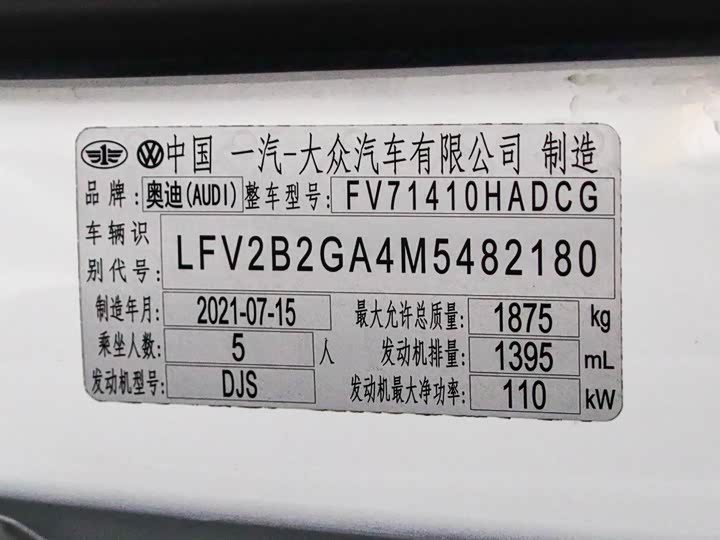 中国 一汽-大众汽车有限公司 制造
品牌: 奥迪(AUDI) 整车型号: FV71410HADCG
车辆识别代号: LFV2B2GA4M5482180
制造年月: 2021-07-15 最大允许总质量: 1875 kg
乘坐人数: 5 人 发动机排量: 1395 mL
发动机型号: DJS 发动机最大净功率: 110 kW